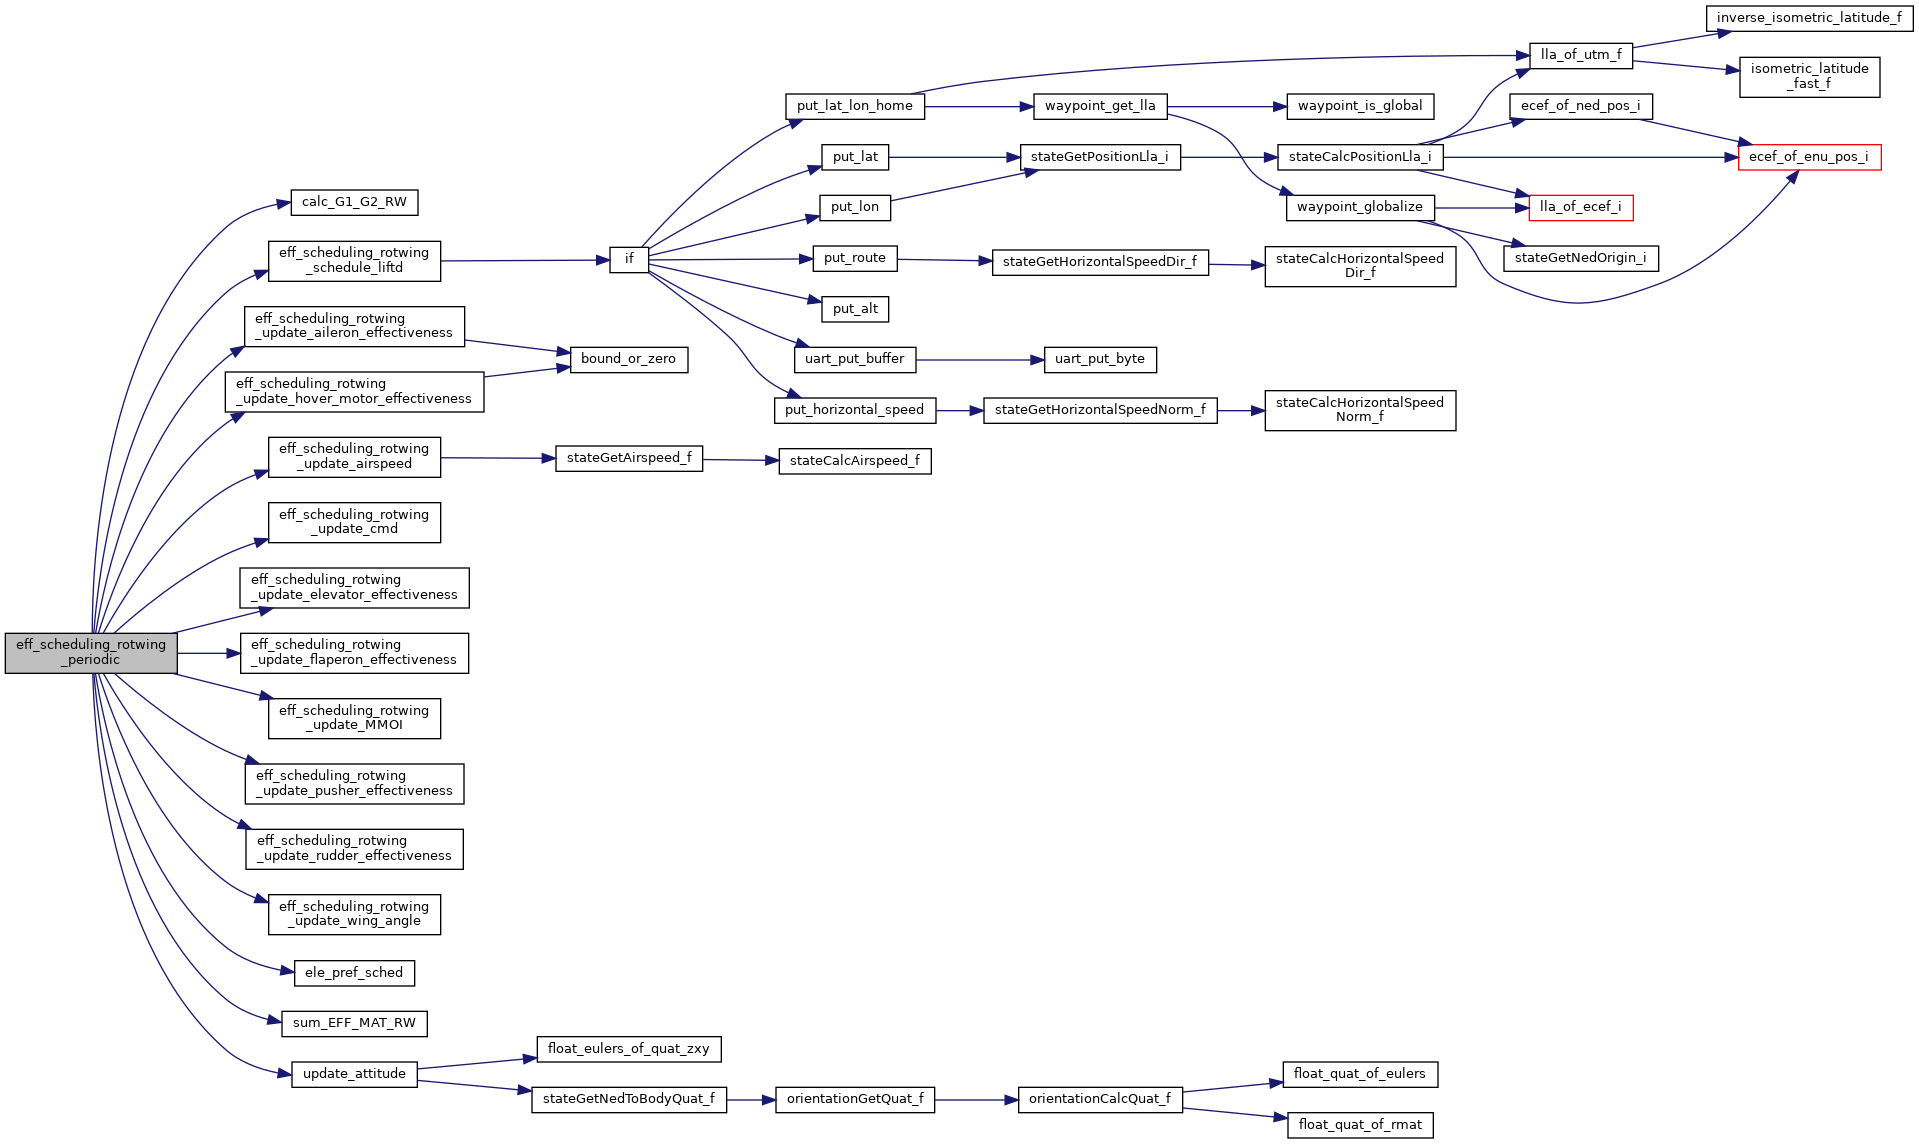 inverse_isometric_latitude_f
lla_of_utm_f
isometric_latitude
_fast_f
put_lat_lon_home
waypoint_get_lla
waypoint_is_global
ecef_of_ned_pos_i
put_lat
stateGetPositionLla_i
stateCalcPositionLla_i
ecef_of_enu_pos_i
calc_G1_G2_RW
put_lon
waypoint_globalize
lla_of_ecef_i
eff_scheduling_rotwing
_schedule_liftd
if
put_route
stateGetHorizontalSpeedDir_f
stateCalcHorizontalSpeed
Dir_f
stateGetNedOrigin_i
put_alt
eff_scheduling_rotwing
_update_aileron_effectiveness
bound_or_zero
uart_put_buffer
uart_put_byte
eff_scheduling_rotwing
_update_hover_motor_effectiveness
put_horizontal_speed
stateGetHorizontalSpeedNorm_f
stateCalcHorizontalSpeed
Norm_f
eff_scheduling_rotwing
_update_airspeed
stateGetAirspeed_f
stateCalcAirspeed_f
eff_scheduling_rotwing
_update_cmd
eff_scheduling_rotwing
_update_elevator_effectiveness
eff_scheduling_rotwing
_periodic
eff_scheduling_rotwing
_update_flaperon_effectiveness
eff_scheduling_rotwing
_update_MMOI
eff_scheduling_rotwing
_update_pusher_effectiveness
eff_scheduling_rotwing
_update_rudder_effectiveness
eff_scheduling_rotwing
_update_wing_angle
ele_pref_sched
sum_EFF_MAT_RW
update_attitude
float_eulers_of_quat_zxy
stateGetNedToBodyQuat_f
orientationGetQuat_f
orientationCalcQuat_f
float_quat_of_eulers
float_quat_of_rmat